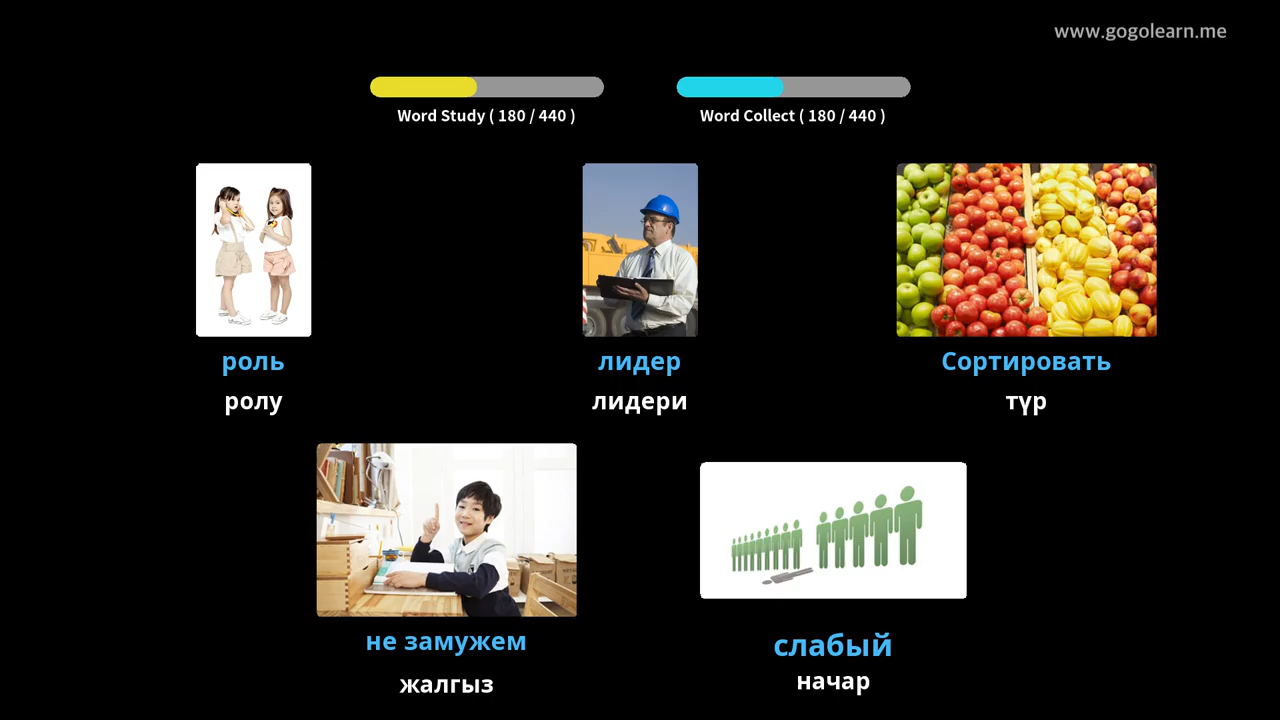 www.gogolearn.me
Word Study ( 180 / 440 )
Word Collect ( 180 / 440 )
роль
ролу
лидер
лидери
Сортировать
түр
не замужем
жалгыз
слабый
начар